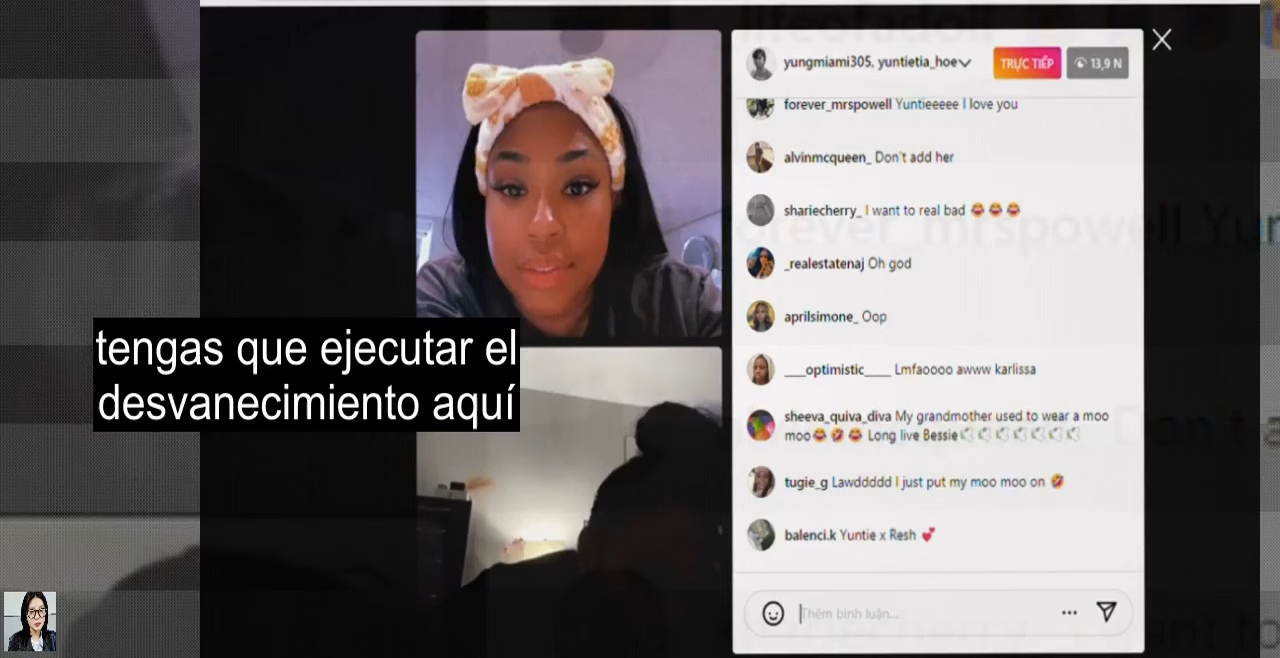 yungmiami305, yuntietia_hoe
TRỰC TIẾP
13,9 N
forever_mrspowell Yuntieeeee I love you
alvinmcqueen_ Don't add her
shariecherry_ I want to real bad 😂 😂 😂
_realestatenaj Oh god
aprilsimone_ Oop
____optimistic____ Lmfaoooo awww karlissa
sheeva_quiva_diva My grandmother used to wear a moo
moo😂 🤣 😂 Long live Bessie🕊🕊🕊🕊🕊🕊🕊
tugie_g Lawddddd I just put my moo moo on 🤣
balenci.k Yuntie x Resh 💕
Thêm bình luận...
tengas que ejecutar el
desvanecimiento aquí